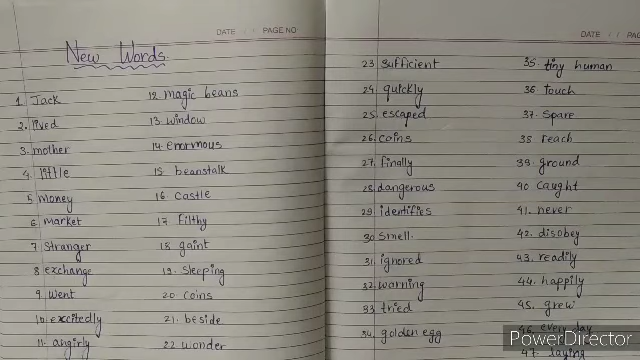 DATE / / PAGE NO
New Words
1. Jack
2. lived
3. mother
4. little
5 Money
6 Market
7 Stranger
8 exchange
9 went
10. excitedly
11. angirly
12. magic beans
13. window
14. enormous
15 beanstalk
16. castle
17 Filthy
18 gaint
19. Sleeping
20. coins
21. beside
22 wonder
DATE / / PAG
23 Sufficient
24 quickly
25 escaped
26. coins
27. finally
28. dangerous
29. identifies
30 Smell.
31. ignored
32. warning
33 tried
34. golden egg
35. tiny human
36 touch
37. Spare
38 reach
39. ground
40 caught
41. never
42. disobey
43. readily
44. happily
45. grew
46 everyday
47. laying
PowerDirector